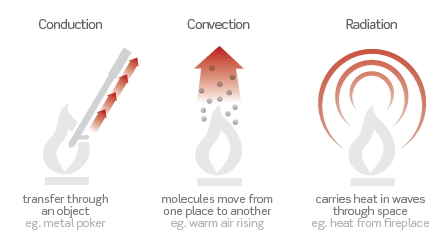 Conduction
Convection
Radiation
transfer through
an object
eg. metal poker
molecules move from
one place to another
eg. warm air rising
carries heat in waves
through space
eg. heat from fireplace